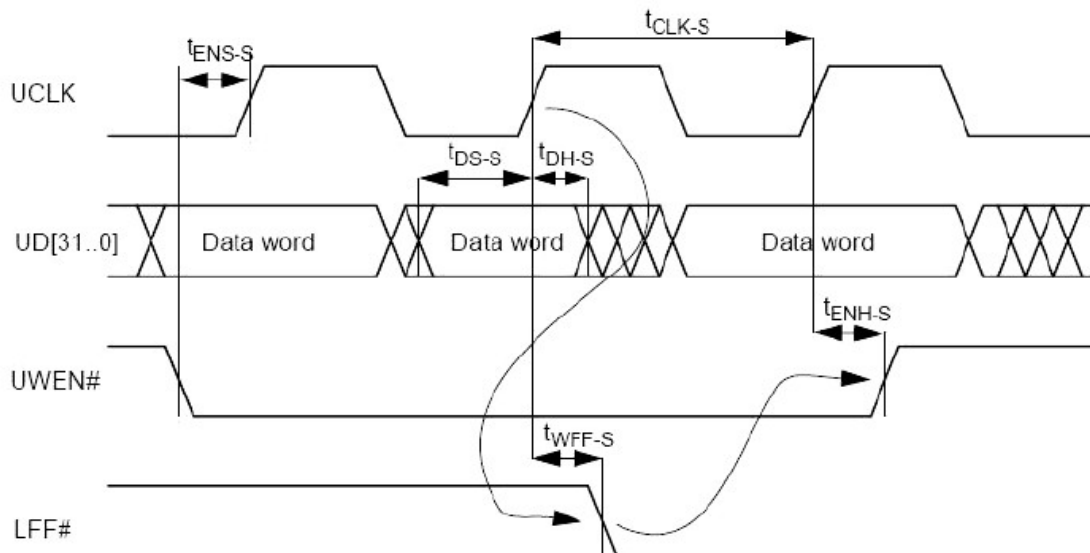 tCLK-S
tENS-S
UCLK
tDS-S
tDH-S
UD[31..0]
Data word
Data word
Data word
tENH-S
UWEN#
tWFF-S
LFF#